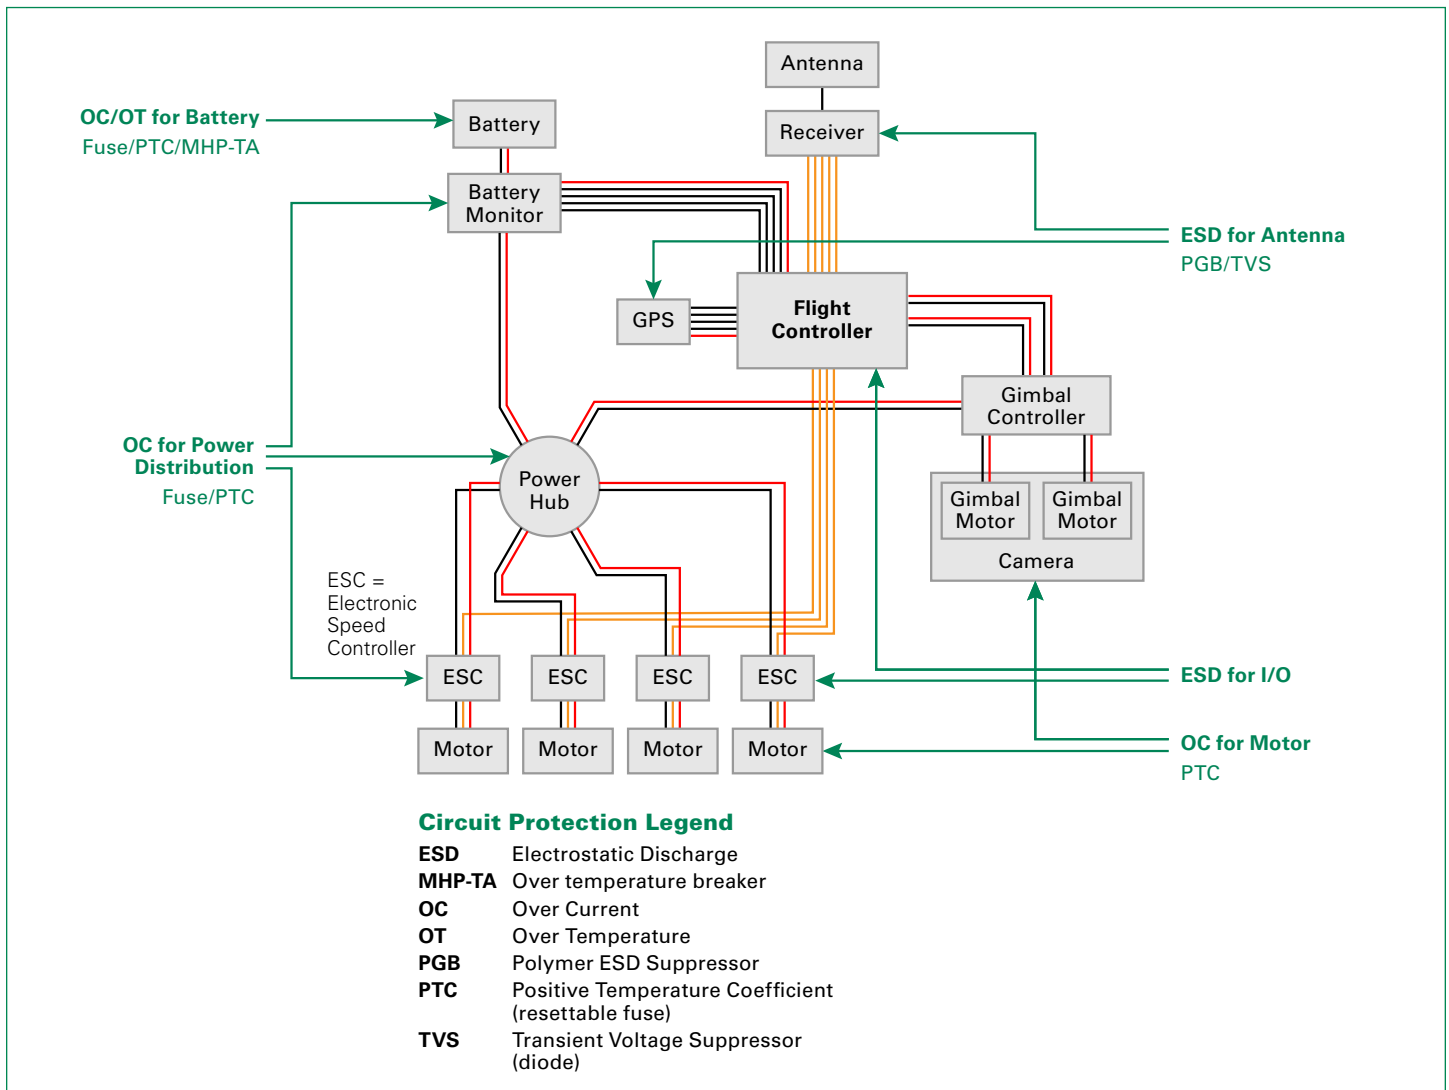 Antenna
OC/OT for Battery
Fuse/PTC/MHP-TA
Battery
Receiver
Battery
Monitor
ESD for Antenna
PGB/TVS
GPS
Flight
Controller
Gimbal
Controller
OC for Power
Distribution
Fuse/PTC
Power
Hub
Gimbal
Motor
Gimbal
Motor
Camera
ESC =
Electronic
Speed
Controller
ESC
ESC
ESC
ESC
ESD for I/O
Motor
Motor
Motor
Motor
OC for Motor
PTC
Circuit Protection Legend
ESD Electrostatic Discharge
MHP-TA Over temperature breaker
OC Over Current
OT Over Temperature
PGB Polymer ESD Suppressor
PTC Positive Temperature Coefficient
(resettable fuse)
TVS Transient Voltage Suppressor
(diode)